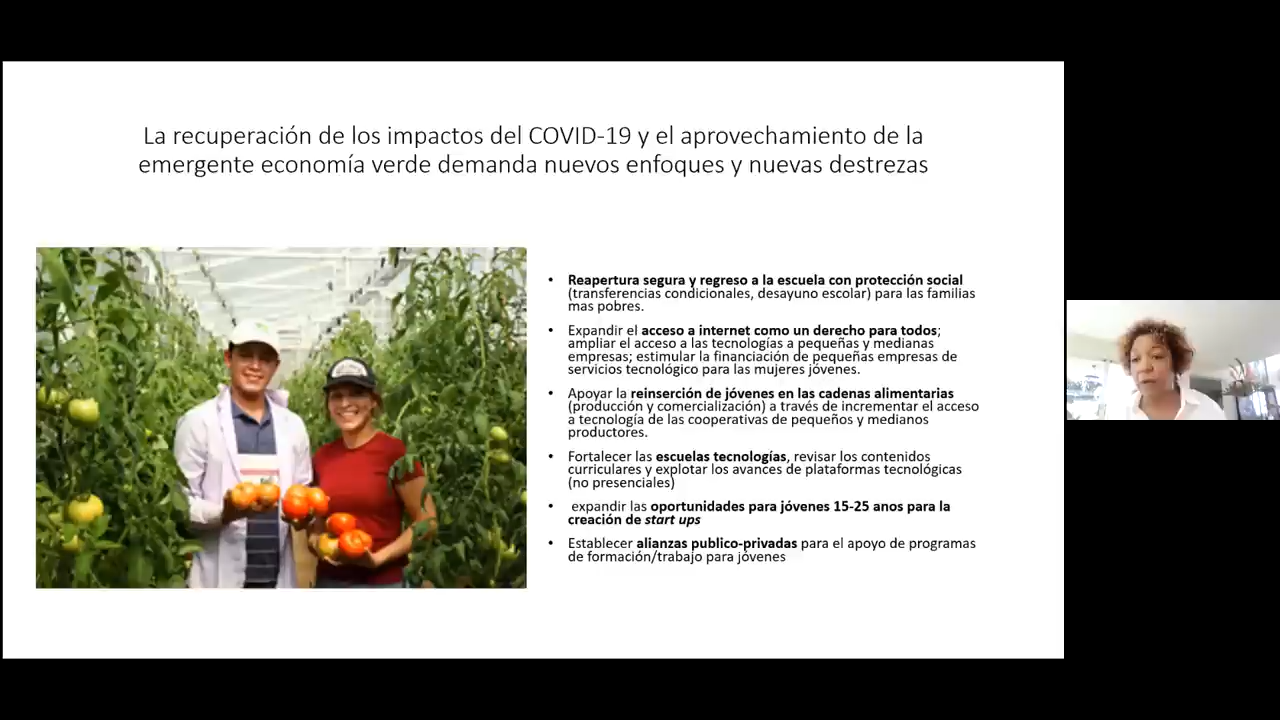 La recuperación de los impactos del COVID-19 y el aprovechamiento de la
emergente economía verde demanda nuevos enfoques y nuevas destrezas
• Reapertura segura y regreso a la escuela con protección social
(transferencias condicionales, desayuno escolar) para las familias
mas pobres.
• Expandir el acceso a internet como un derecho para todos;
ampliar el acceso a las tecnologías a pequeñas y medianas
empresas; estimular la financiación de pequeñas empresas de
servicios tecnológico para las mujeres jóvenes.
• Apoyar la reinserción de jóvenes en las cadenas alimentarias
(producción y comercialización) a través de incrementar el acceso
a tecnología de las cooperativas de pequeños y medianos
productores.
• Fortalecer las escuelas tecnologías, revisar los contenidos
curriculares y explotar los avances de plataformas tecnológicas
(no presenciales)
• expandir las oportunidades para jóvenes 15-25 anos para la
creación de start ups
• Establecer alianzas publico-privadas para el apoyo de programas
de formación/trabajo para jóvenes